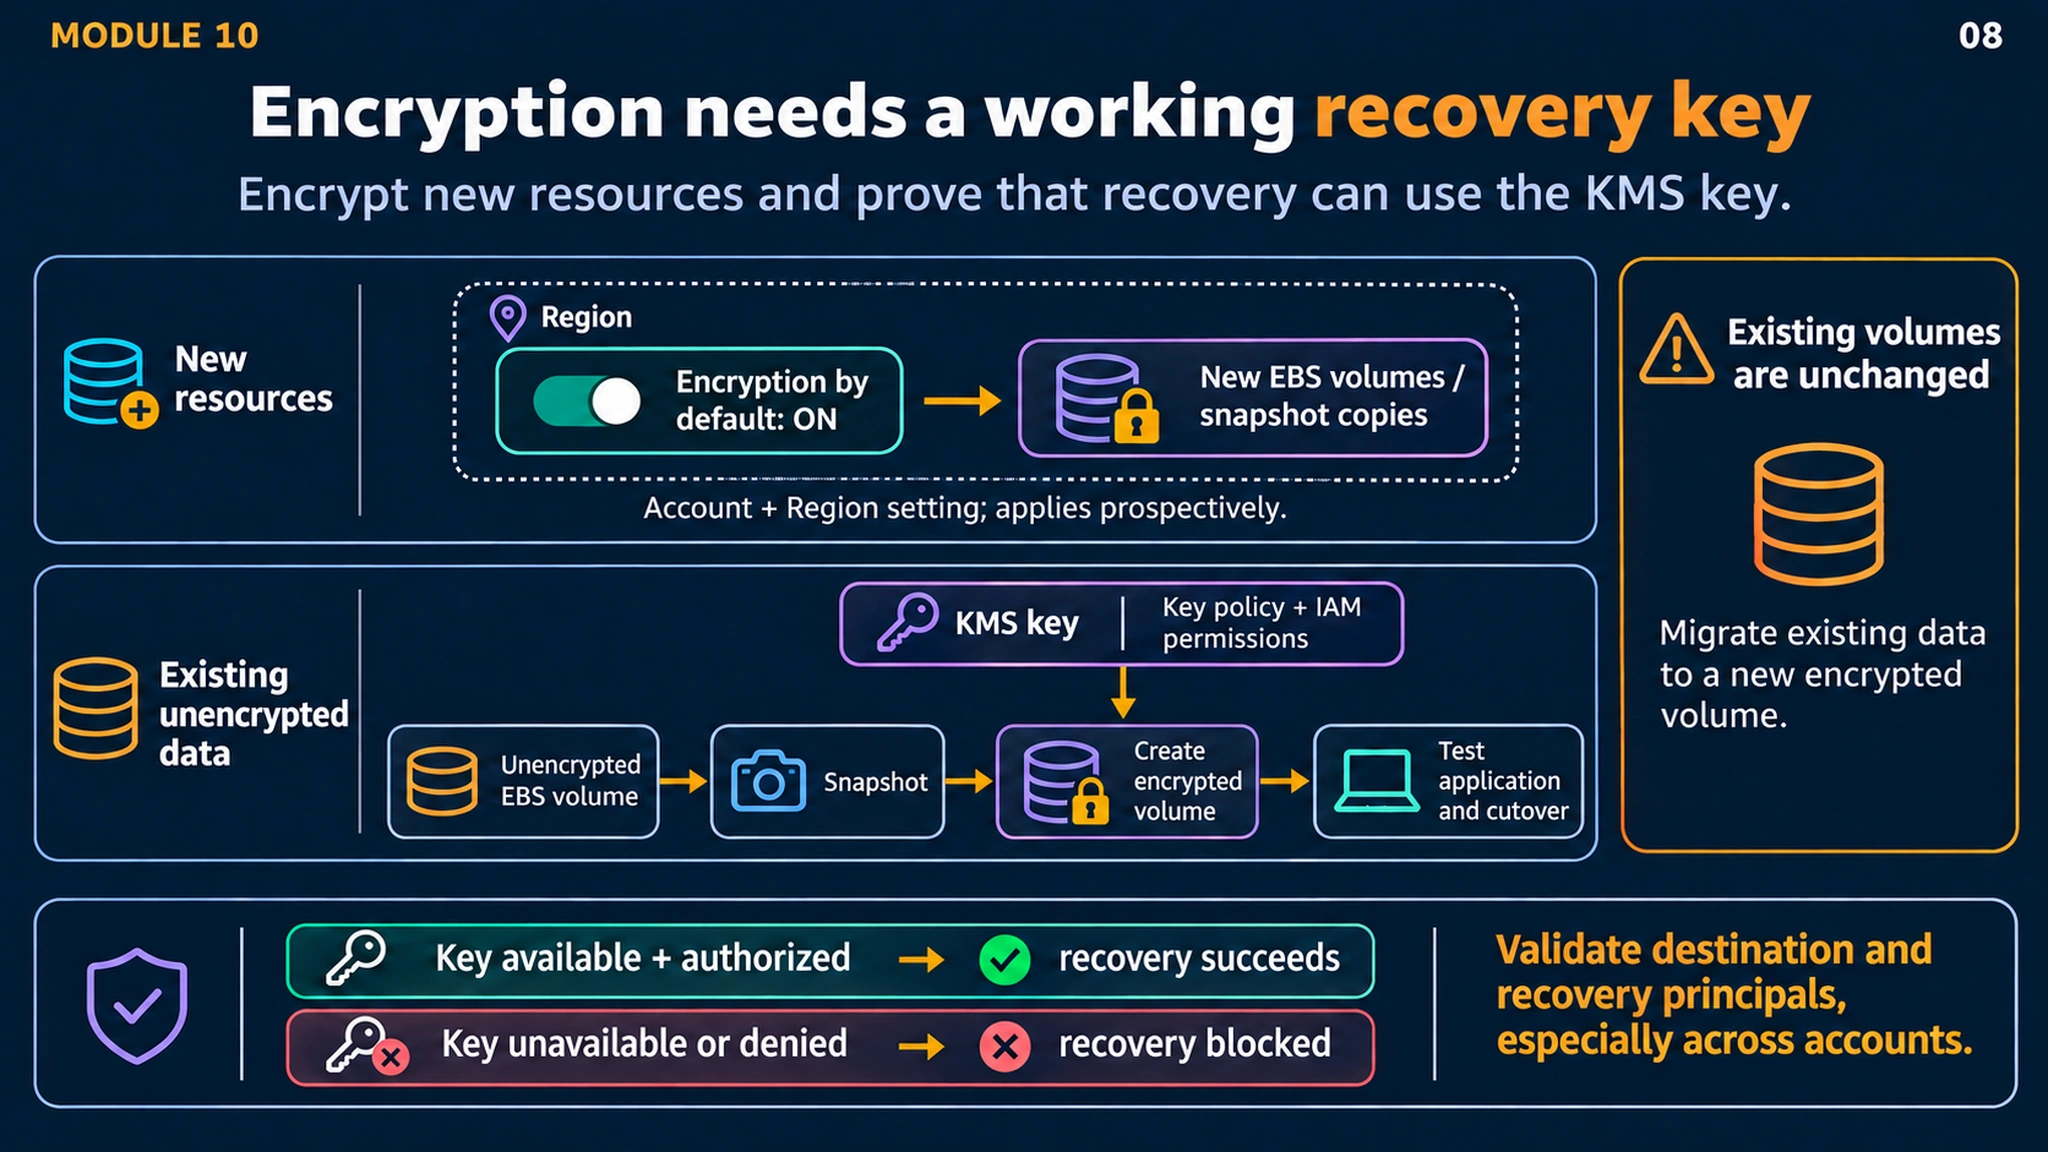 MODULE 10
08
Encryption needs a working recovery key
Encrypt new resources and prove that recovery can use the KMS key.
New
resources
Region
Encryption by
default: ON
New EBS volumes /
snapshot copies
Account + Region setting; applies prospectively.
Existing volumes
are unchanged
Migrate existing data
to a new encrypted
volume.
Existing
unencrypted
data
KMS key
Key policy + IAM
permissions
Unencrypted
EBS volume
Snapshot
Create
encrypted
volume
Test
application
and cutover
Key available + authorized
recovery succeeds
Key unavailable or denied
recovery blocked
Validate destination and
recovery principals,
especially across accounts.